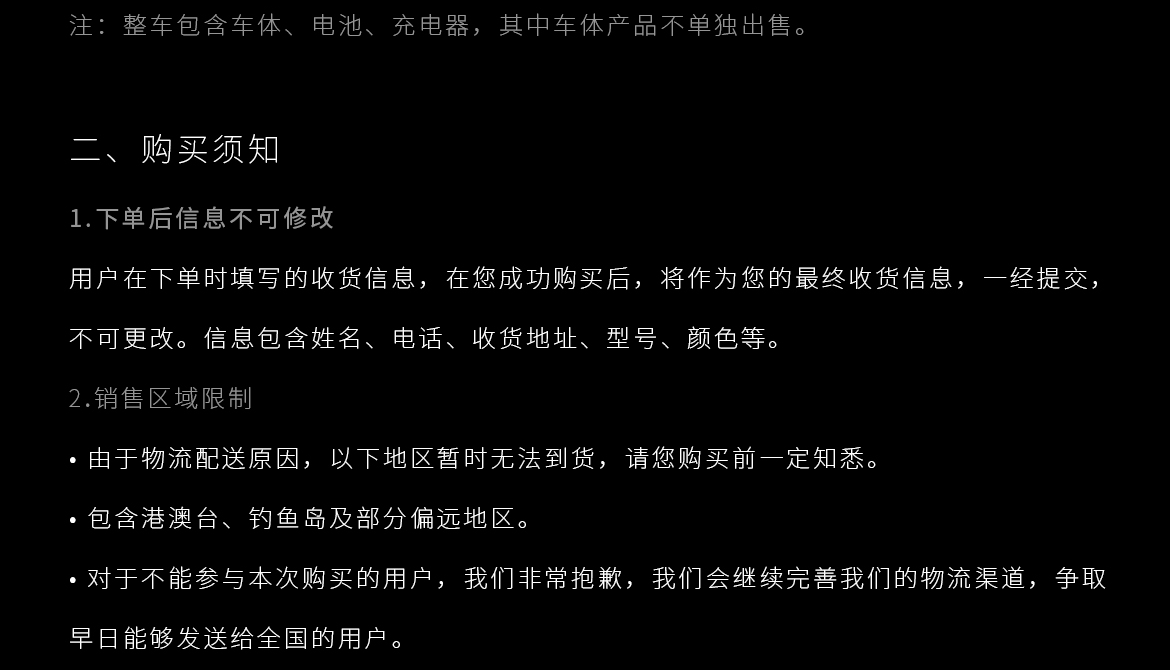 注：整车包含车体、电池、充电器，其中车体产品不单独出售。
二、购买须知
1.下单后信息不可修改
用户在下单时填写的收货信息，在您成功购买后，将作为您的最终收货信息，一经提交，
不可更改。信息包含姓名、电话、收货地址、型号、颜色等。
2.销售区域限制
• 由于物流配送原因，以下地区暂时无法到货，请您购买前一定知悉。
• 包含港澳台、钓鱼岛及部分偏远地区。
• 对于不能参与本次购买的用户，我们非常抱歉，我们会继续完善我们的物流渠道，争取
早日能够发送给全国的用户。